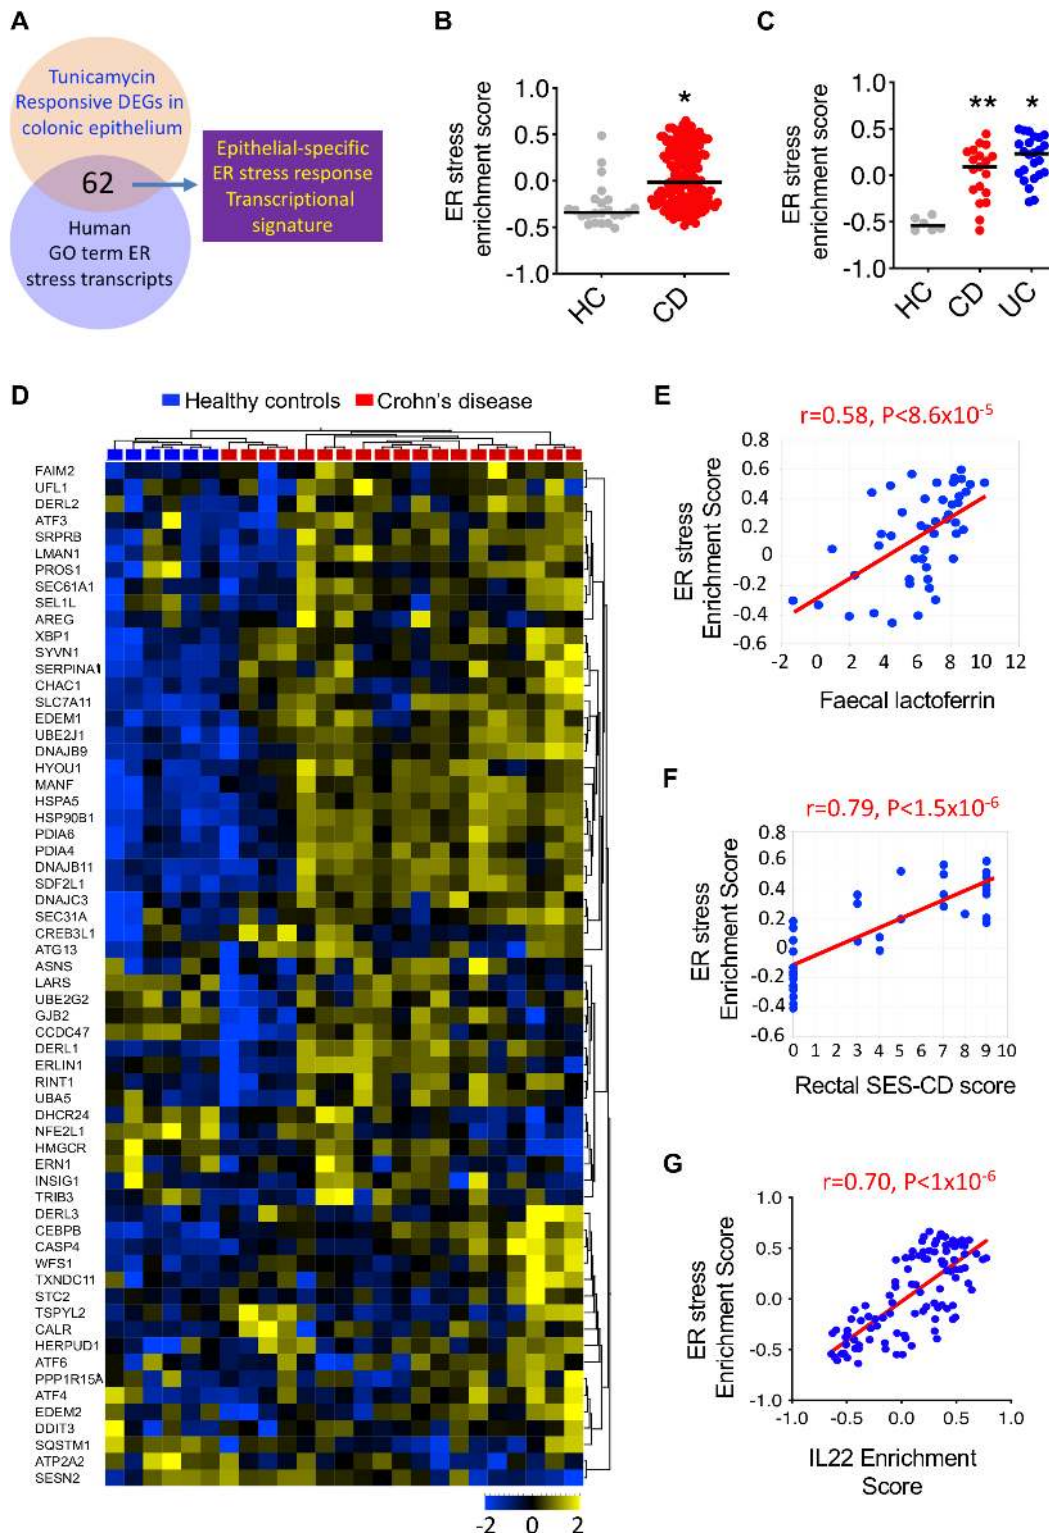 A
Tunicamycin
Responsive DEGs in
colonic epithelium
62
Human
GO term ER
stress transcripts
Epithelial-specific
ER stress response
Transcriptional
signature
B
ER stress
enrichment score
1.0
0.5
0.0
-0.5
-1.0
*
HC
CD
C
ER stress
enrichment score
1.0
0.5
0.0
-0.5
-1.0
**
*
HC
CD
UC
D
Healthy controls
Crohn's disease
FAIM2
UFL1
DERL2
ATF3
SRPRB
LMAN1
PROS1
SEC61A1
SEL1L
AREG
XBP1
SYVN1
SERPINA1
CHAC1
SLC7A11
EDEM1
UBE2J1
DNAJB9
HYOU1
MANF
HSPA5
HSP90B1
PDIA6
PDIA4
DNAJB11
SDF2L1
DNAJC3
SEC31A
CREB3L1
ATG13
ASNS
LARS
UBE2G2
GJB2
CCDC47
DERL1
ERLIN1
RINT1
UBA5
DHCR24
NFE2L1
HMGCR
ERN1
INSIG1
TRIB3
DERL3
CEBPB
CASP4
WFS1
TXNDC11
STC2
TSPYL2
CALR
HERPUD1
ATF6
PPP1R15A
ATF4
EDEM2
DDIT3
SQSTM1
ATP2A2
SESN2
-2 0 2
E
r=0.58, P<8.6x10-5
ER stress
Enrichment Score
0.8
0.6
0.4
0.2
0
-0.2
-0.4
-0.6
-2 0 2 4 6 8 10 12
Faecal lactoferrin
F
r=0.79, P<1.5x10-6
ER stress
Enrichment Score
0.8
0.6
0.4
0.2
0
-0.2
-0.4
-0.6
0 1 2 3 4 5 6 7 8 9 10
Rectal SES-CD score
G
r=0.70, P<1x10-6
ER stress
Enrichment Score
1.0
0.5
0.0
-0.5
-1.0
-1.0 -0.5 0.0 0.5 1.0
IL22 Enrichment
Score